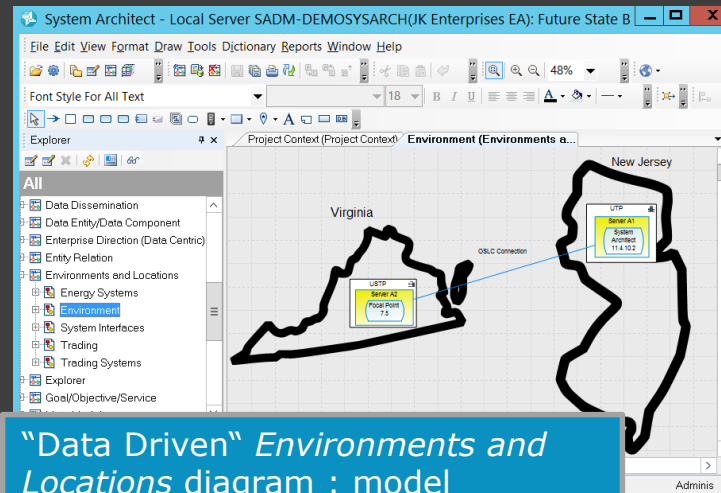 System Architect - Local Server SADM-DEMOSYSARCH(JK Enterprises EA): Future State B
File Edit View Format Draw Tools Dictionary Reports Window Help
48%
Font Style For All Text
18 B I U A
A
Explorer
Project Context (Project Context)
Environment (Environments a...
All
Data Dissemination
Data Entity/Data Component
Enterprise Direction (Data Centric)
Entity Relation
Environments and Locations
Energy Systems
Environment
System Interfaces
Trading
Trading Systems
Explorer
Goal/Objective/Service
New Jersey
Virginia
UTP
Server A1
System
Architect
11.4.10.2
OSLC Connection
USTP
Server A2
Focal Point
7.5
“Data Driven“ Environments and
Locations diagram : model
Adminis